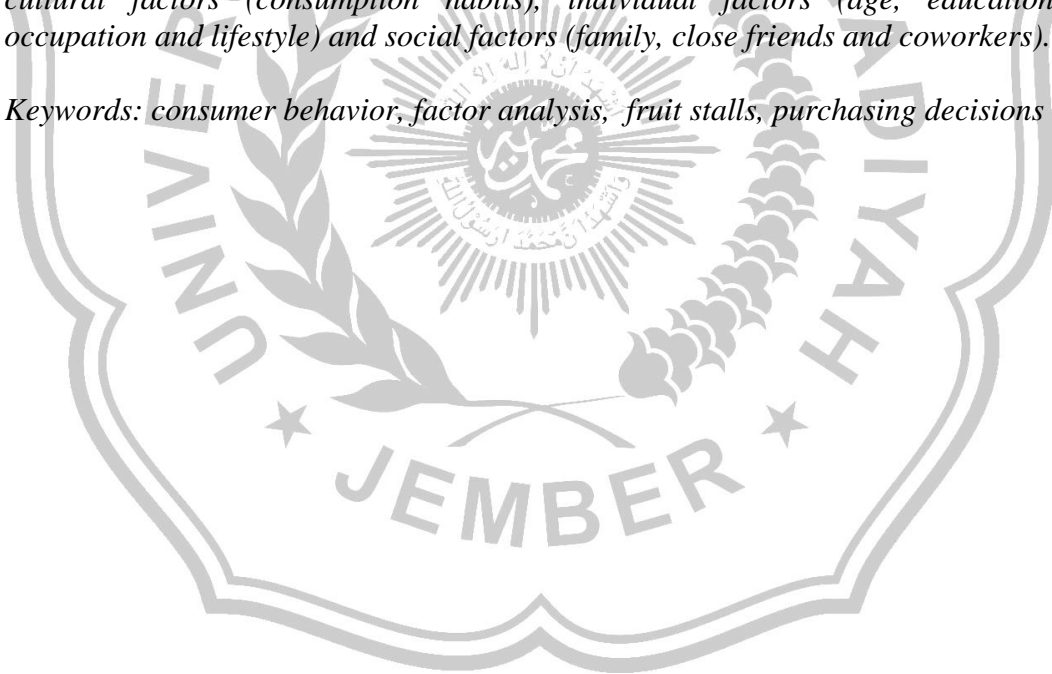 cultural factors (consumption habits), individual factors (age, education
occupation and lifestyle) and social factors (family, close friends and coworkers).
Keywords: consumer behavior, factor analysis, fruit stalls, purchasing decisions
JEMBER